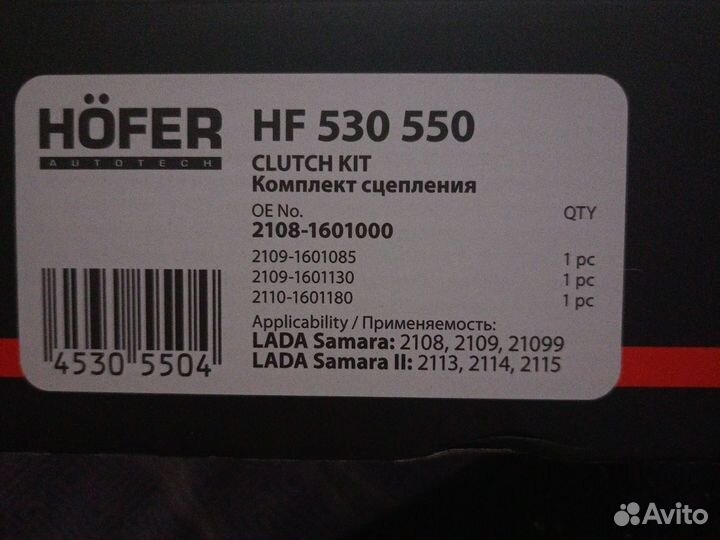 HÖFER
AUTOTECH
HF 530 550
CLUTCH KIT
Комплект сцепления
OE No. QTY
2108-1601000
2109-1601085 1 pc
2109-1601130 1 pc
2110-1601180 1 pc
Applicability / Применяемость:
LADA Samara: 2108, 2109, 21099
LADA Samara II: 2113, 2114, 2115
4530 5504
Avito